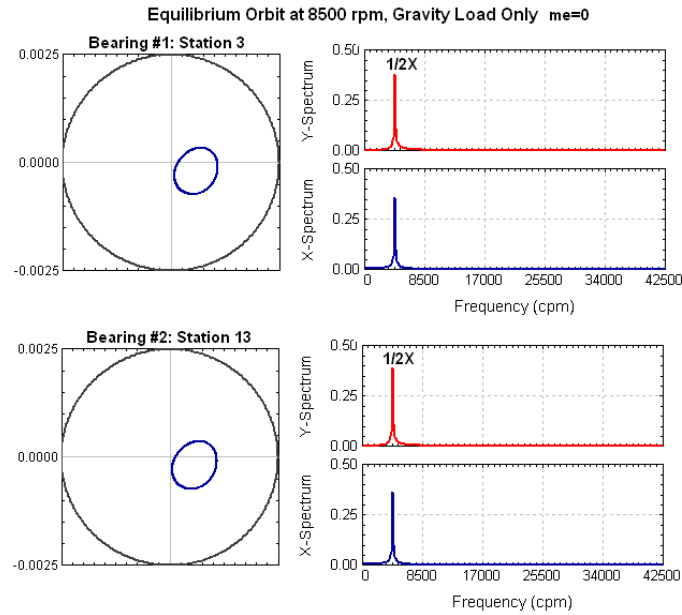 Equilibrium Orbit at 8500 rpm, Gravity Load Only me=0
Bearing #1: Station 3
0.0025
0.0000
-0.0025
Y-Spectrum
0.50
0.25
0.00
1/2X
X-Spectrum
0.50
0.25
0.00
0 8500 17000 25500 34000 42500
Frequency (cpm)
Bearing #2: Station 13
0.0025
0.0000
-0.0025
Y-Spectrum
0.50
0.25
0.00
1/2X
X-Spectrum
0.50
0.25
0.00
0 8500 17000 25500 34000 42500
Frequency (cpm)